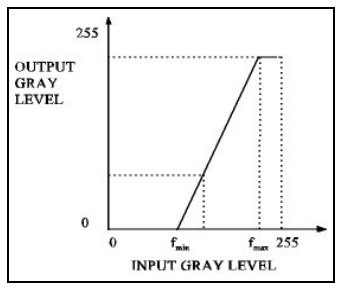 255
OUTPUT
GRAY
LEVEL
0
0 fmin fmax 255
INPUT GRAY LEVEL